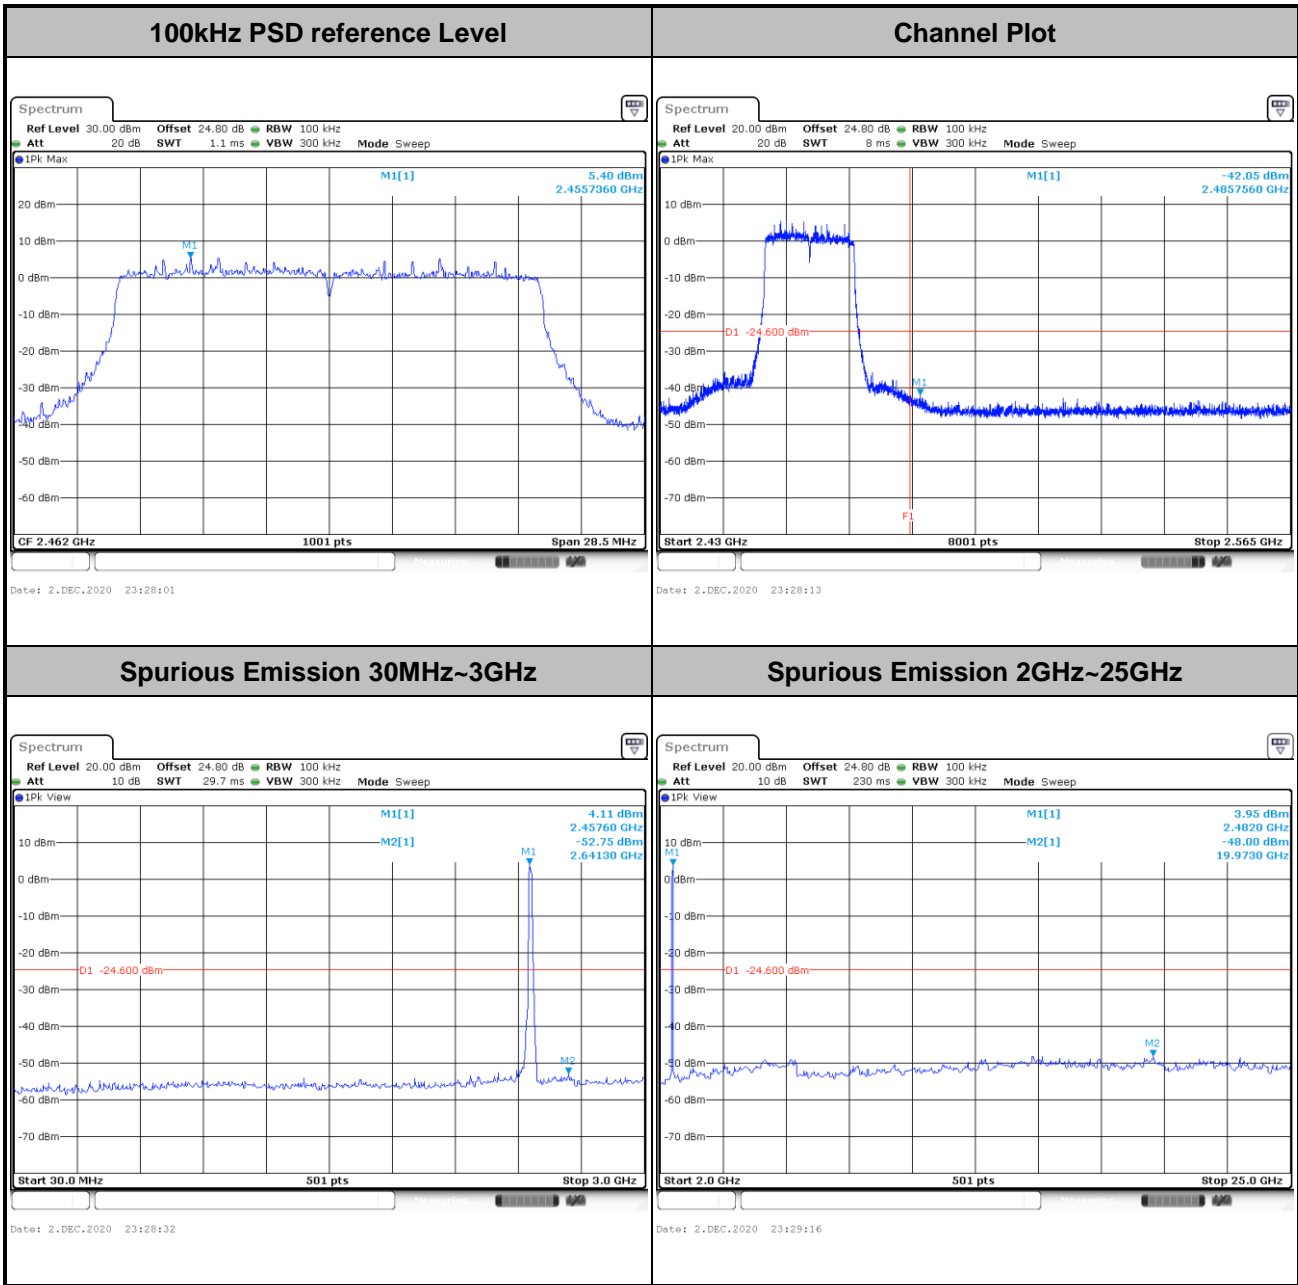 100kHz PSD reference Level
Spectrum
Ref Level 30.00 dBm Offset 24.80 dB RBW 100 kHz
Att 20 dB SWT 1.1 ms VBW 300 kHz Mode Sweep
1Pk Max
M1[1] 5.40 dBm
2.4557360 GHz
20 dBm
10 dBm
M1
0 dBm
-10 dBm
-20 dBm
-30 dBm
-40 dBm
-50 dBm
-60 dBm
CF 2.462 GHz 1001 pts Span 28.5 MHz
Measuring...
Date: 2.DEC.2020 23:28:01
Channel Plot
Spectrum
Ref Level 20.00 dBm Offset 24.80 dB RBW 100 kHz
Att 20 dB SWT 8 ms VBW 300 kHz Mode Sweep
1Pk Max
M1[1] -42.05 dBm
2.4857560 GHz
10 dBm
0 dBm
-10 dBm
-20 dBm
D1 -24.600 dBm
-30 dBm
-40 dBm
M1
-50 dBm
-60 dBm
-70 dBm
F1
Start 2.43 GHz 8001 pts Stop 2.565 GHz
Measuring...
Date: 2.DEC.2020 23:28:13
Spurious Emission 30MHz~3GHz
Spectrum
Ref Level 20.00 dBm Offset 24.80 dB RBW 100 kHz
Att 10 dB SWT 29.7 ms VBW 300 kHz Mode Sweep
1Pk View
M1[1] 4.11 dBm
2.45760 GHz
M2[1] -52.75 dBm
2.64130 GHz
10 dBm
M1
0 dBm
-10 dBm
-20 dBm
D1 -24.600 dBm
-30 dBm
-40 dBm
-50 dBm
M2
-60 dBm
-70 dBm
Start 30.0 MHz 501 pts Stop 3.0 GHz
Measuring...
Date: 2.DEC.2020 23:28:32
Spurious Emission 2GHz~25GHz
Spectrum
Ref Level 20.00 dBm Offset 24.80 dB RBW 100 kHz
Att 10 dB SWT 230 ms VBW 300 kHz Mode Sweep
1Pk View
M1[1] 3.95 dBm
2.4820 GHz
M2[1] -48.00 dBm
19.9730 GHz
10 dBm
M1
0 dBm
-10 dBm
-20 dBm
D1 -24.600 dBm
-30 dBm
-40 dBm
M2
-50 dBm
-60 dBm
-70 dBm
Start 2.0 GHz 501 pts Stop 25.0 GHz
Measuring...
Date: 2.DEC.2020 23:29:16